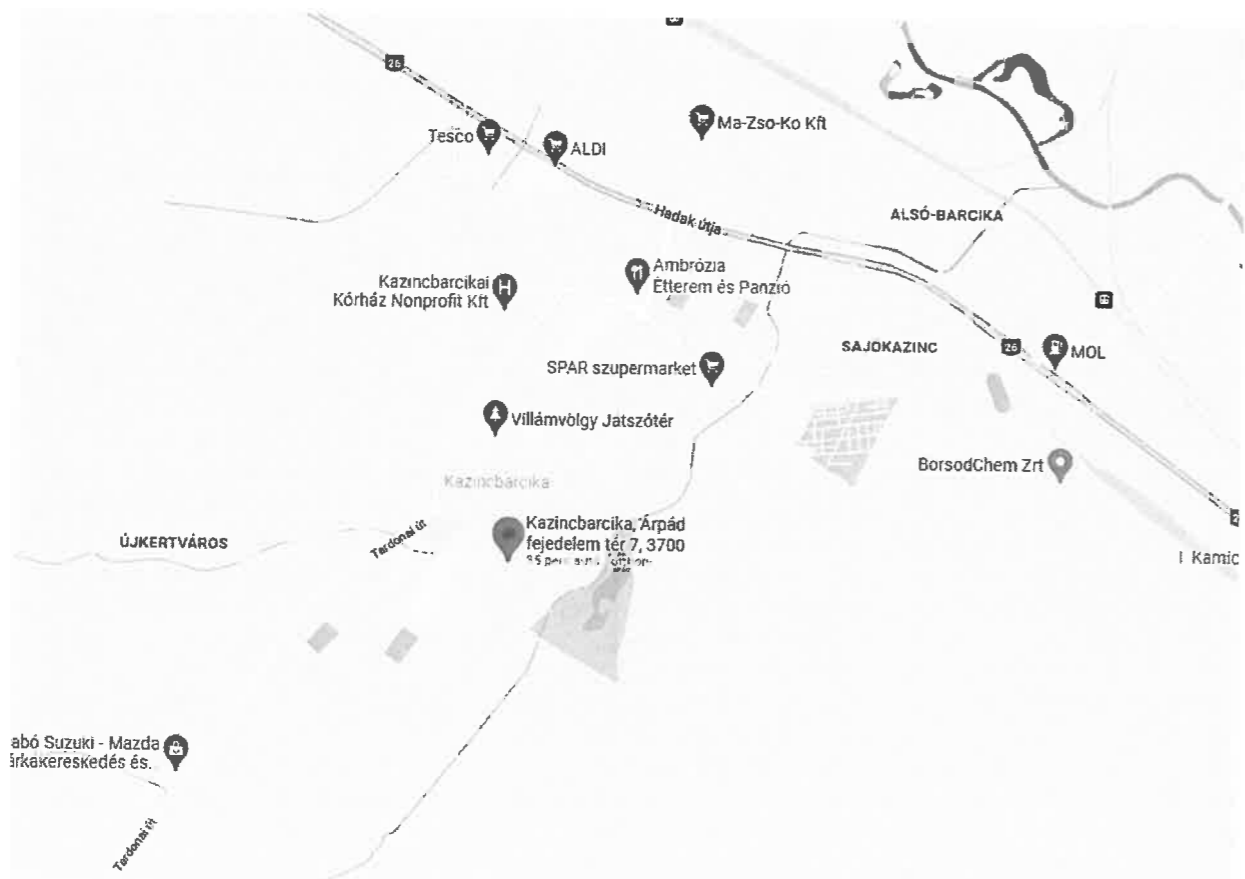 26
Tesco
ALDI
Ma-Zso-Ko Kft
Hadak útja
ALSÓ-BARCIKA
Kazincbarcikai
Kórház Nonprofit Kft
H
Ambrózia
Étterem és Panzió
SAJÓKAZINC
26
MOL
SPAR szupermarket
Villámvölgy Játszótér
BorsodChem Zrt
Kazincbarcika
Kazincbarcika, Árpád
fejedelem tér 7, 3700
Tardonai út
ÚJKERTVÁROS
Kamic
abó Suzuki - Mazda
árkakereskedés és...
Tardonai út